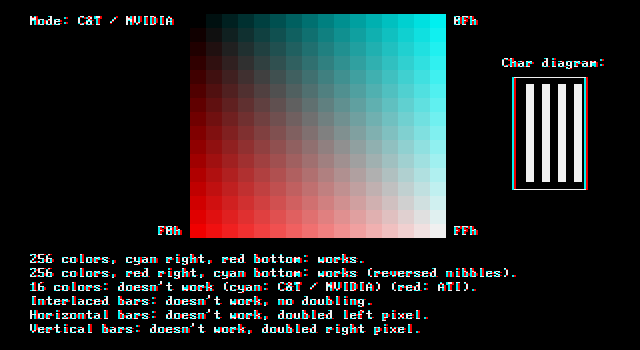 Mode: C&T / NVIDIA
0Fh
Char diagram:
F0h
FFh
256 colors, cyan right, red bottom: works.
256 colors, red right, cyan bottom: works (reversed nibbles).
16 colors: doesn't work (cyan: C&T / NVIDIA) (red: ATI).
Interlaced bars: doesn't work, no doubling.
Horizontal bars: doesn't work, doubled left pixel.
Vertical bars: doesn't work, doubled right pixel.